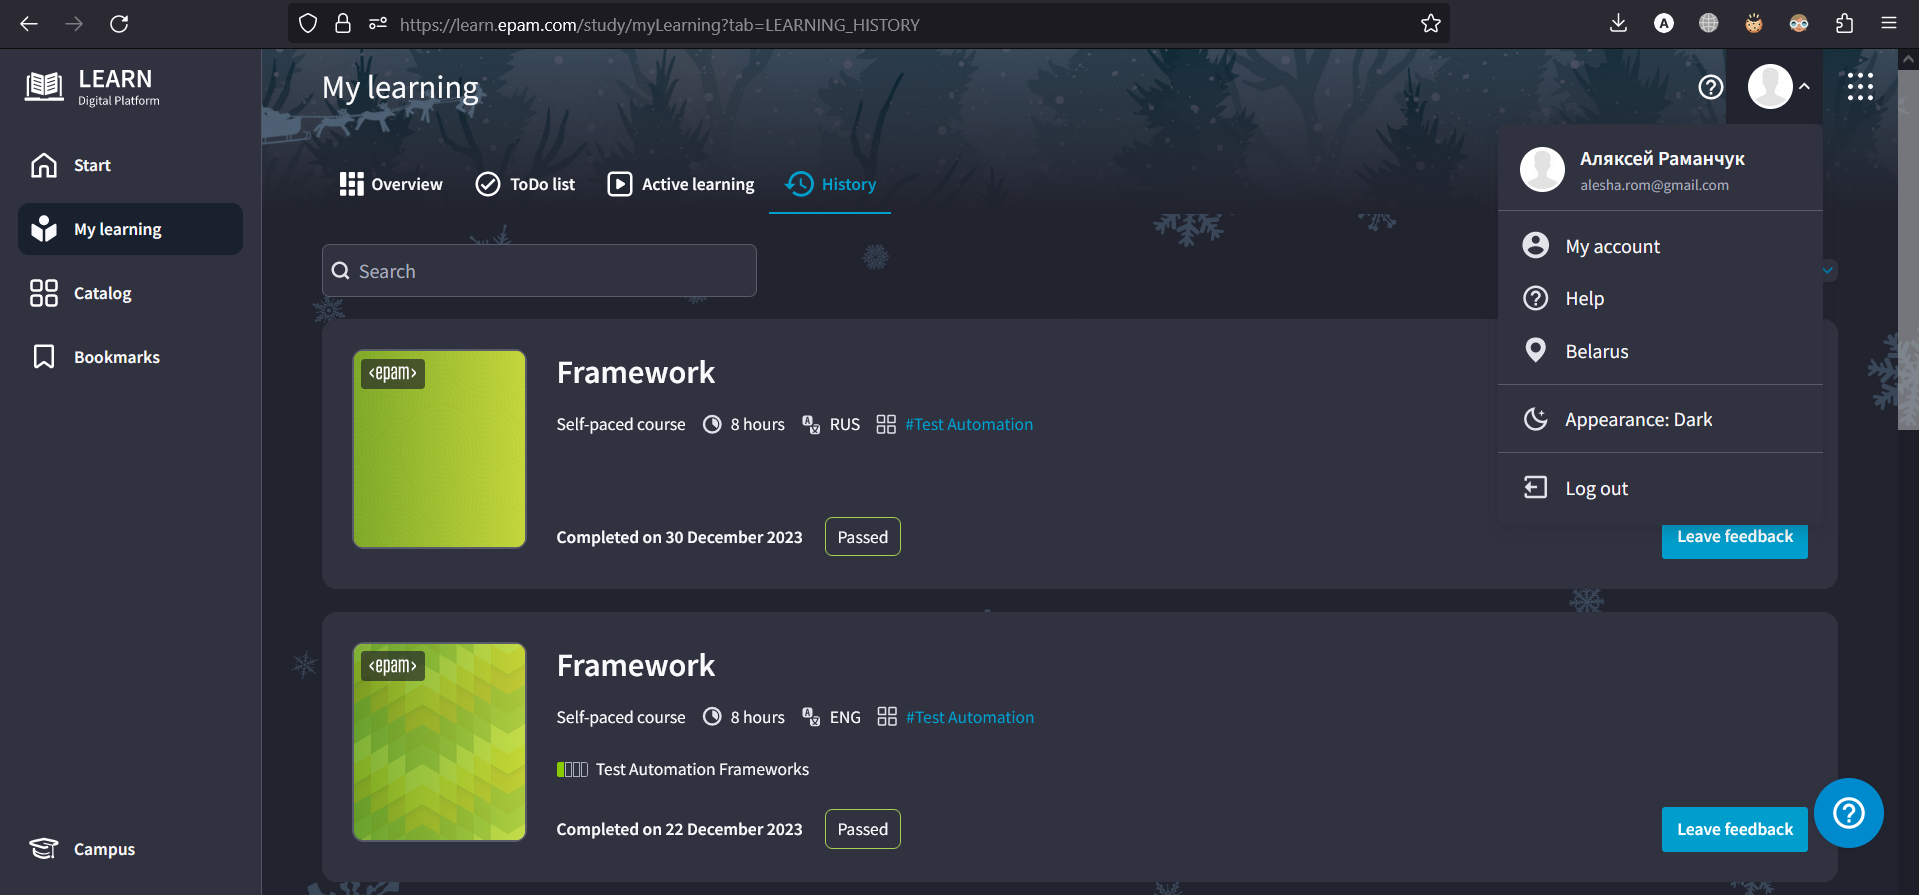 https://learn.epam.com/study/myLearning?tab=LEARNING_HISTORY
LEARN
Digital Platform
Start
My learning
Catalog
Bookmarks
Campus
My learning
Overview
ToDo list
Active learning
History
Search
Аляксей Раманчук
alesha.rom@gmail.com
My account
Help
Belarus
Appearance: Dark
Log out
<epam>
Framework
Self-paced course 8 hours RUS #Test Automation
Completed on 30 December 2023 Passed
Leave feedback
<epam>
Framework
Self-paced course 8 hours ENG #Test Automation
Test Automation Frameworks
Completed on 22 December 2023 Passed
Leave feedback